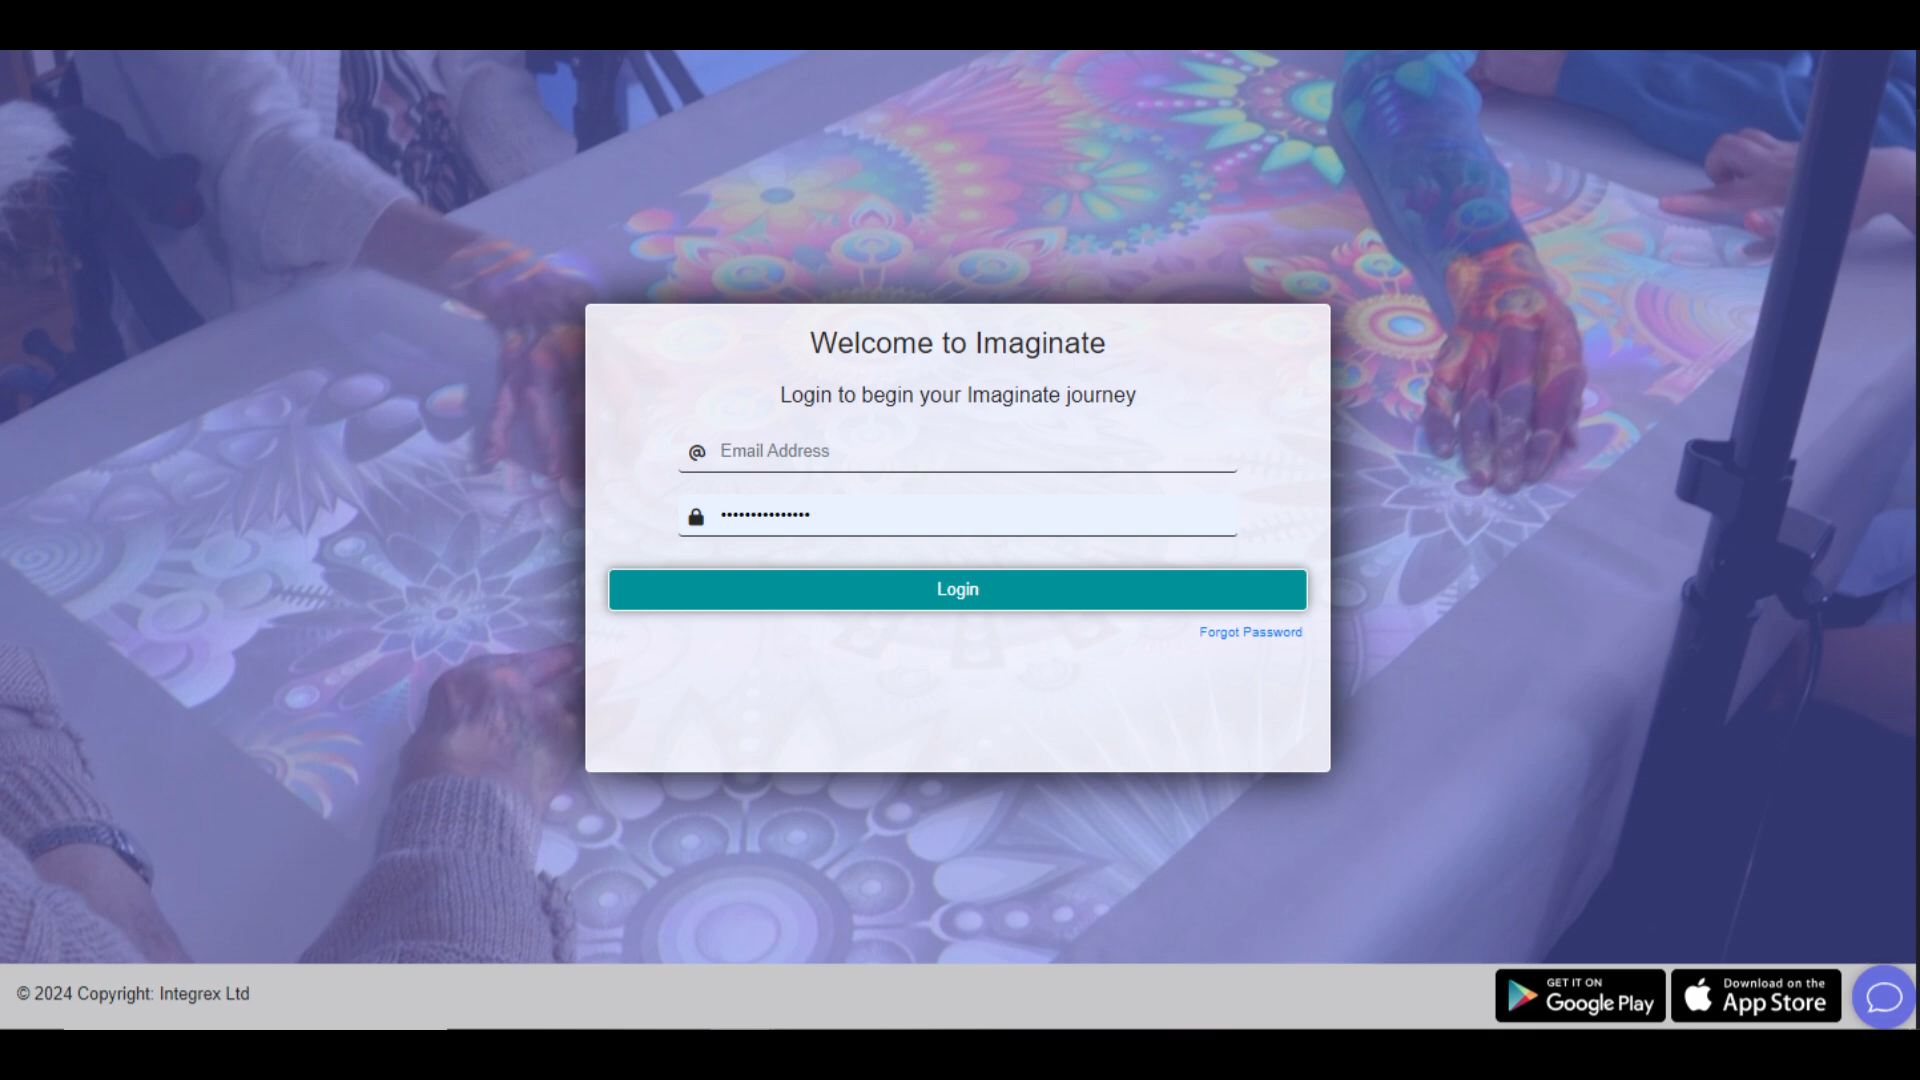 Welcome to Imaginate
Login to begin your Imaginate journey
@ Email Address
•••••••••••••••
Login
Forgot Password
© 2024 Copyright: Integrex Ltd
GET IT ON
Google Play
Download on the
App Store